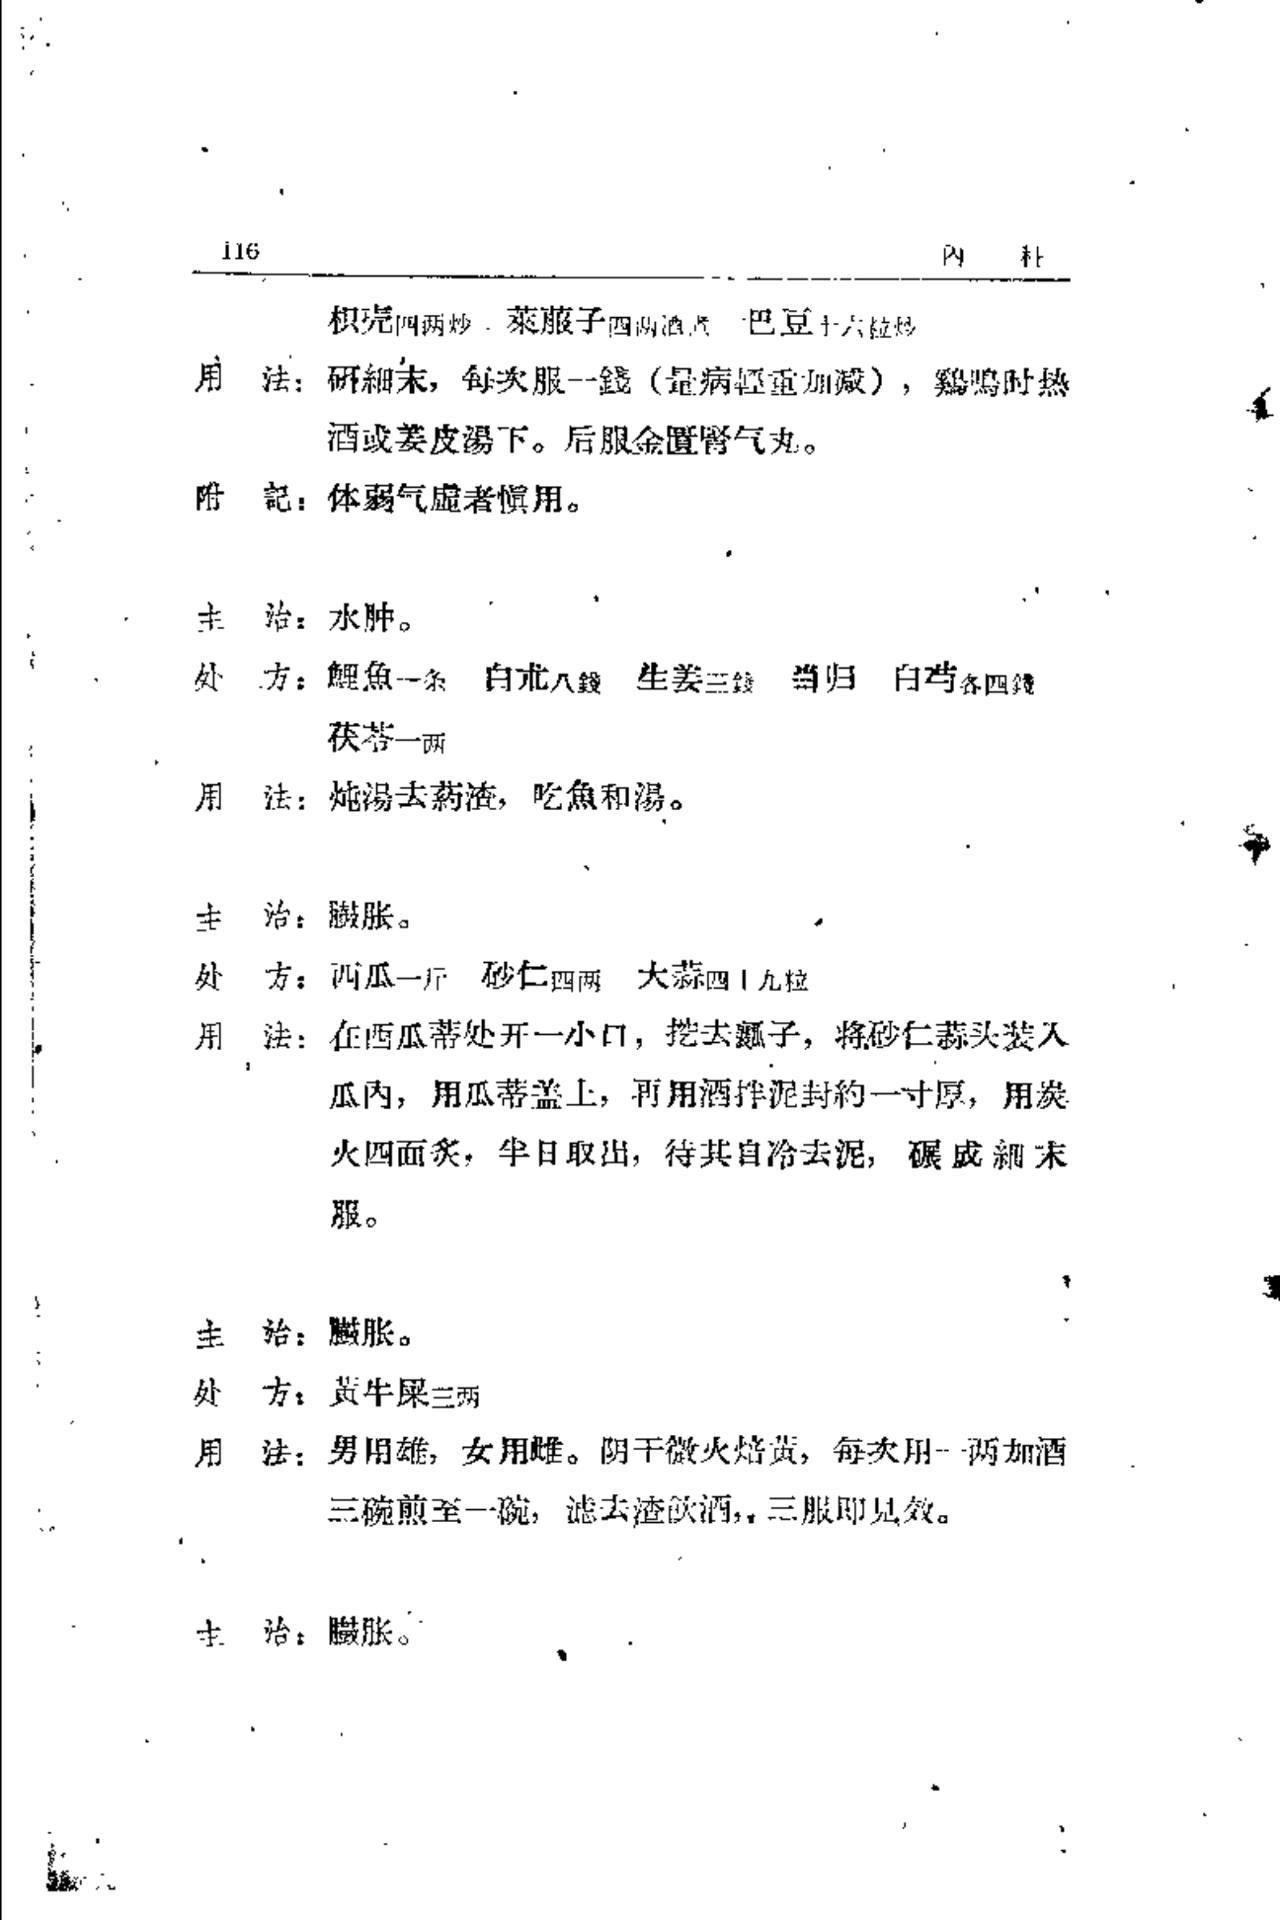 116 內 科
枳壳四两炒 萊菔子四两酒煮 巴豆十六粒炒
用 法：研細末，每次服一錢（量病輕重加减），鷄鳴时热
酒或姜皮湯下。后服金匱腎气丸。
附 記：体弱气虛者愼用。
主 治：水肿。
处 方：鯉魚一条 白朮八錢 生姜三錢 当归 白芍各四錢
茯苓一两
用 法：炖湯去葯渣，吃魚和湯。
主 治：臌胀。
处 方：西瓜一斤 砂仁四两 大蒜四十九粒
用 法：在西瓜蒂处开一小口，挖去瓤子，将砂仁蒜头装入
瓜內，用瓜蒂盖上，再用酒拌泥封約一寸厚，用炭
火四面炙，半日取出，待其自冷去泥，碾成細末
服。
主 治：臌胀。
处 方：黃牛屎三两
用 法：男用雄，女用雌。阴干微火焙黃，每次用一两加酒
三碗煎至一碗，滤去渣飲酒，三服即見效。
主 治：臌胀。